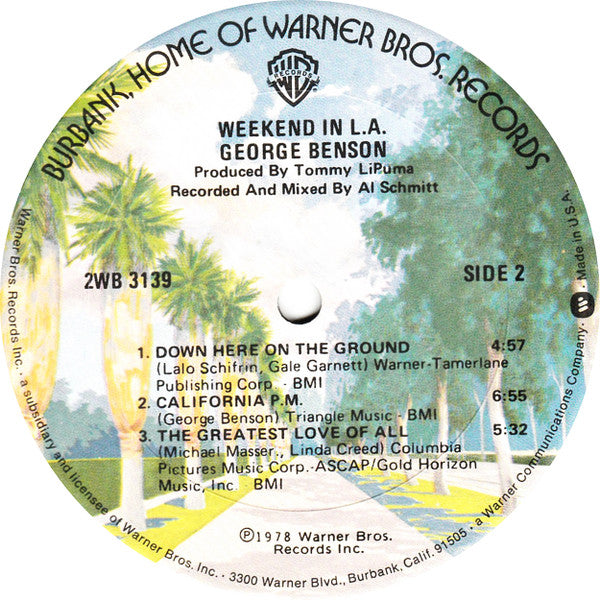 BURBANK, HOME OF WARNER BROS. RECORDS
RECORDS
WEEKEND IN L.A.
GEORGE BENSON
Produced By Tommy LiPuma
Recorded And Mixed By Al Schmitt
2WB 3139
SIDE 2
1. DOWN HERE ON THE GROUND 4:57
(Lalo Schifrin, Gale Garnett) Warner-Tamerlane
Publishing Corp. - BMI
2. CALIFORNIA P.M. 6:55
(George Benson) Triangle Music - BMI
3. THE GREATEST LOVE OF ALL 5:32
(Michael Masser., Linda Creed) Columbia
Pictures Music Corp.-ASCAP/Gold Horizon
Music, Inc. BMI
℗1978 Warner Bros.
Records Inc.
Warner Bros. Records Inc. • a subsidiary and licensee of Warner Bros. Inc. • 3300 Warner Blvd., Burbank, Calif. 91505 • a Warner Communications Company • Made in U.S.A.